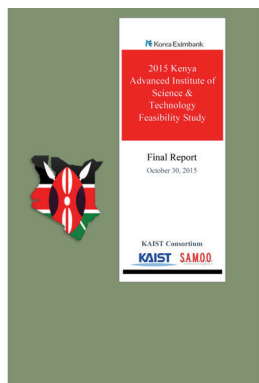 Korea Eximbank
2015 Kenya
Advanced Institute of
Science &
Technology
Feasibility Study
Final Report
October 30, 2015
KAIST Consortium
KAIST S.A.M.O.O.